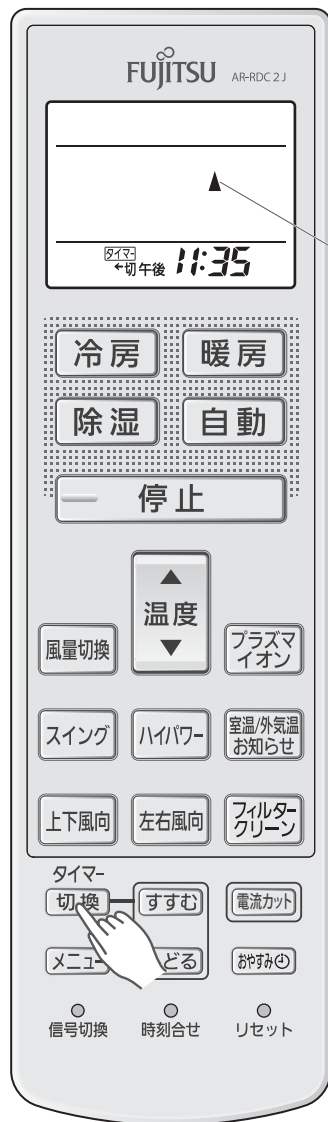 FUJITSU AR-RDC2J
タイマー
←切 午後 11:35
冷房 暖房
除湿 自動
停止
温度
風量切換 プラズマ
イオン
スイング ハイパワー 室温/外気温
お知らせ
上下風向 左右風向 フィルター
クリーン
タイマー
切換 すすむ 電流カット
メニュー どる おやすみ
信号切換 時刻合せ リセット